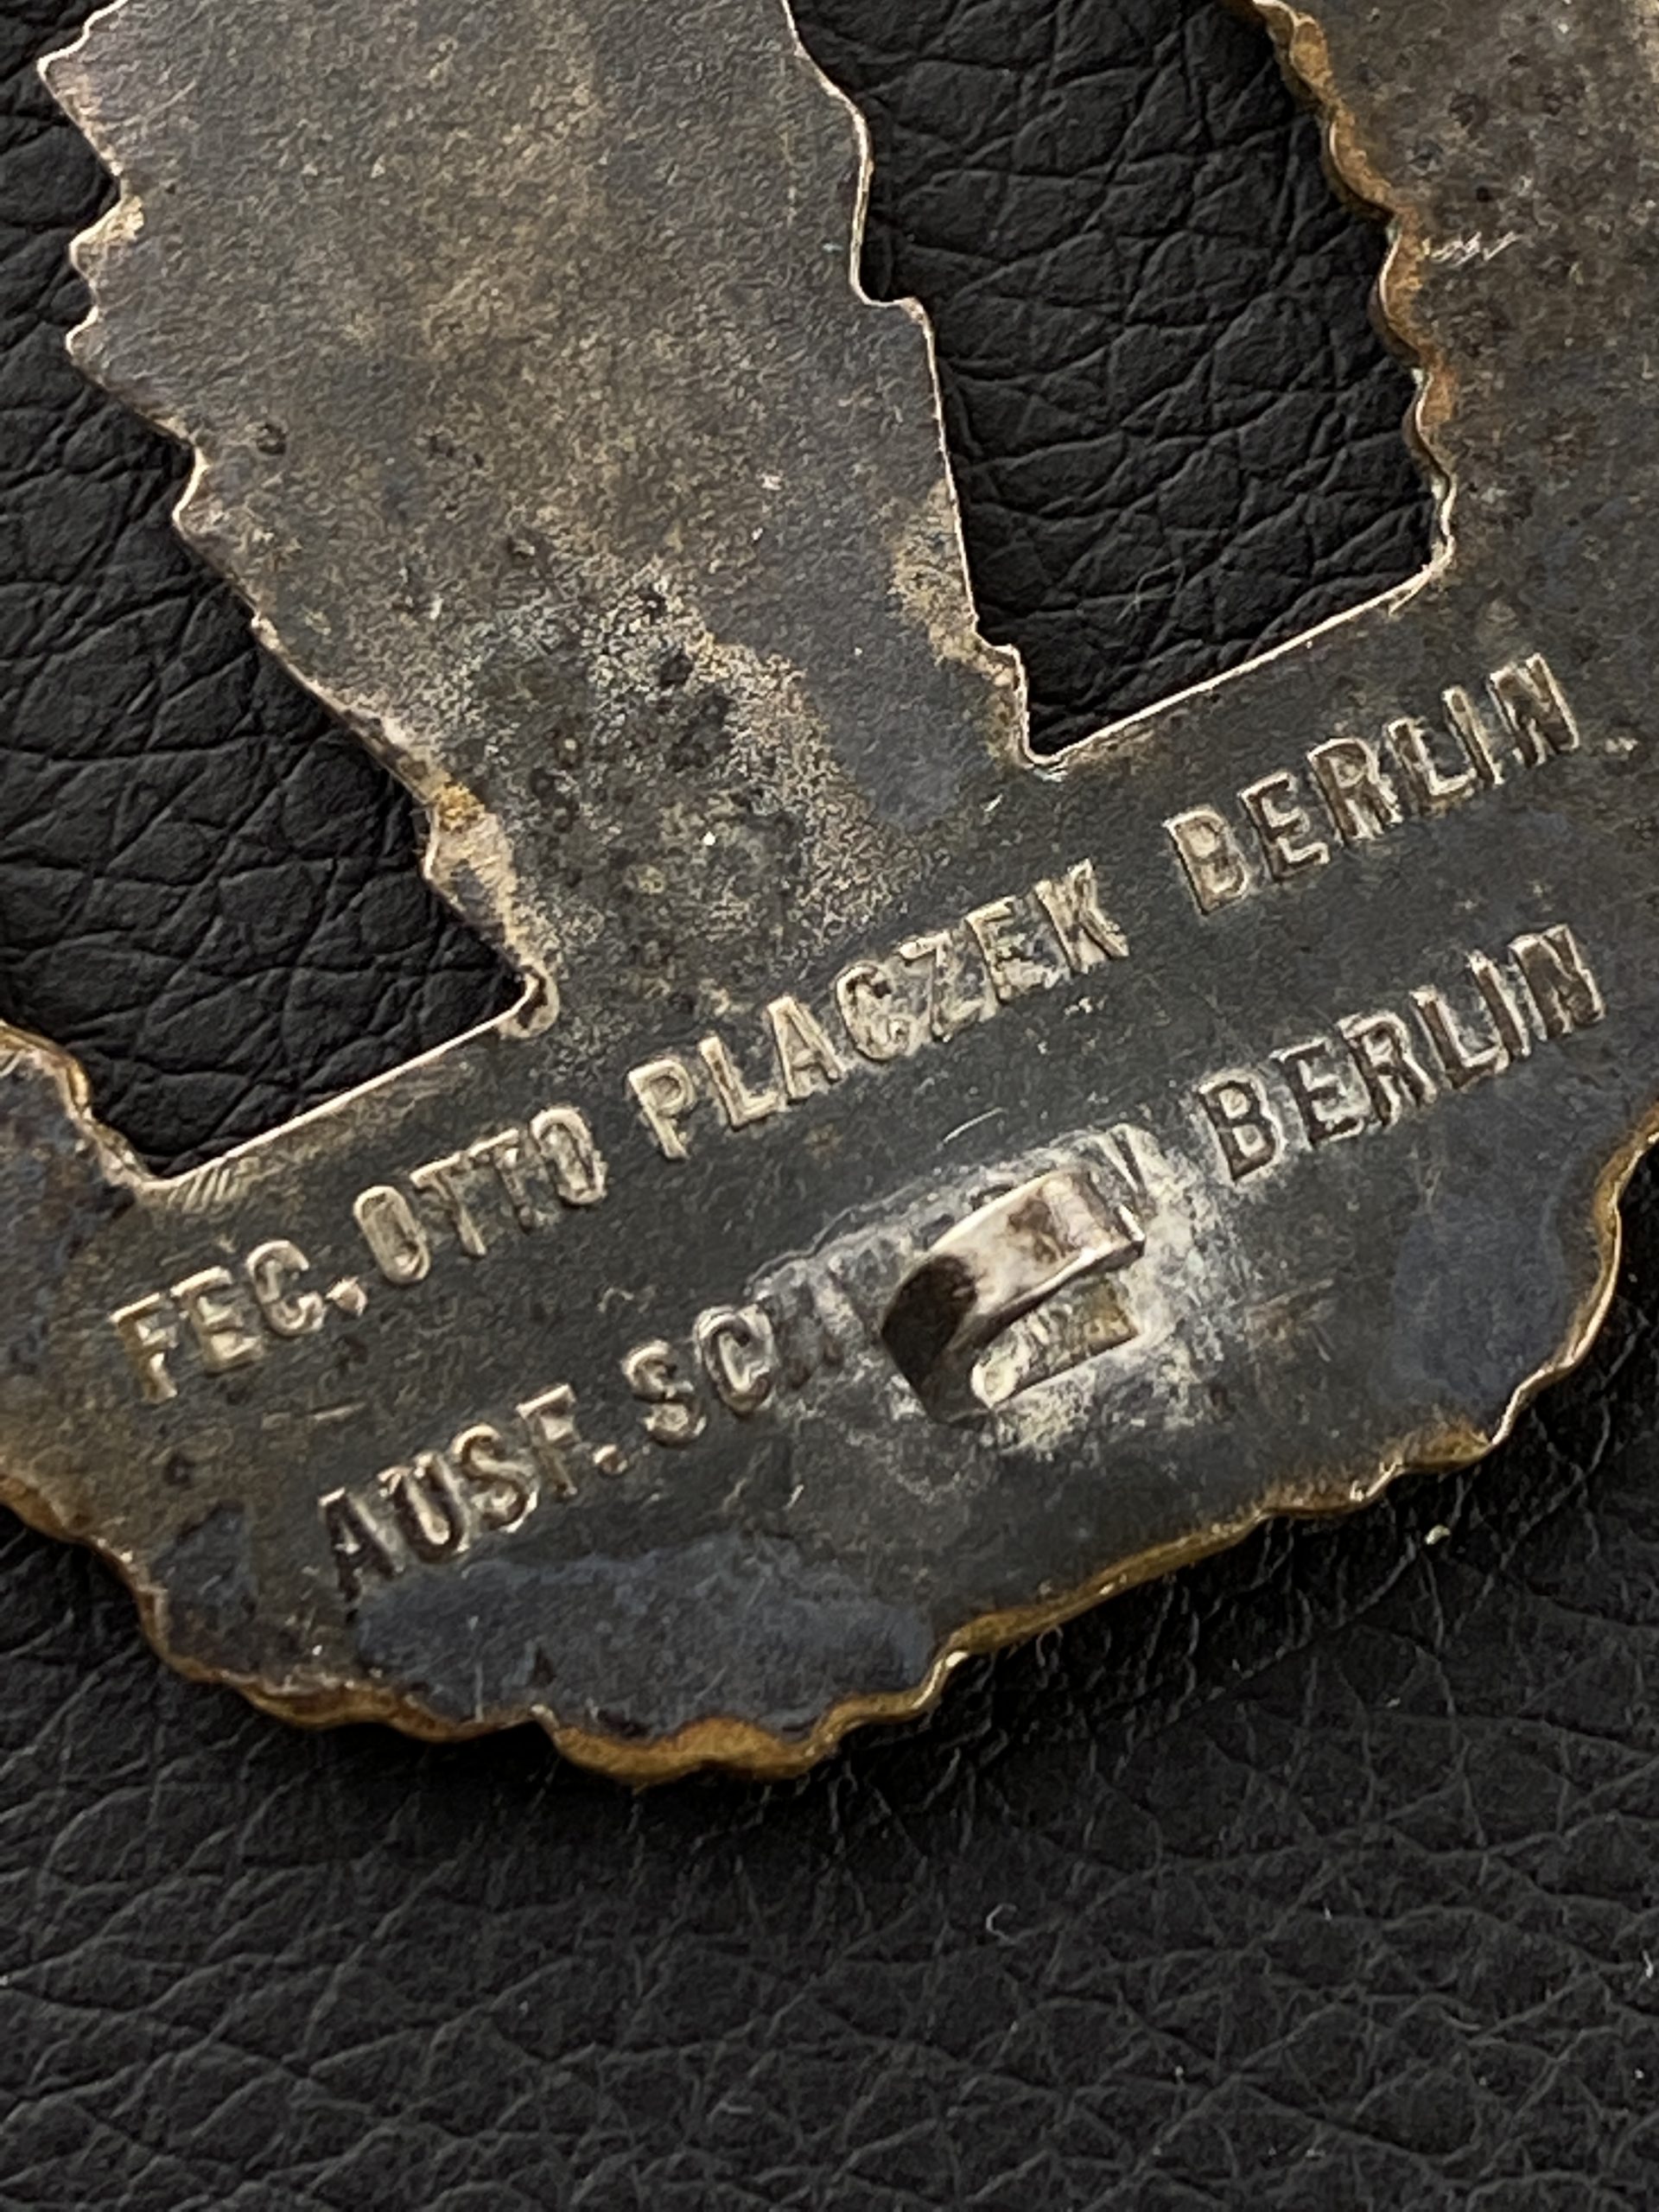 FEC. OTTO PLACZEK BERLIN
AUSF. BERLIN